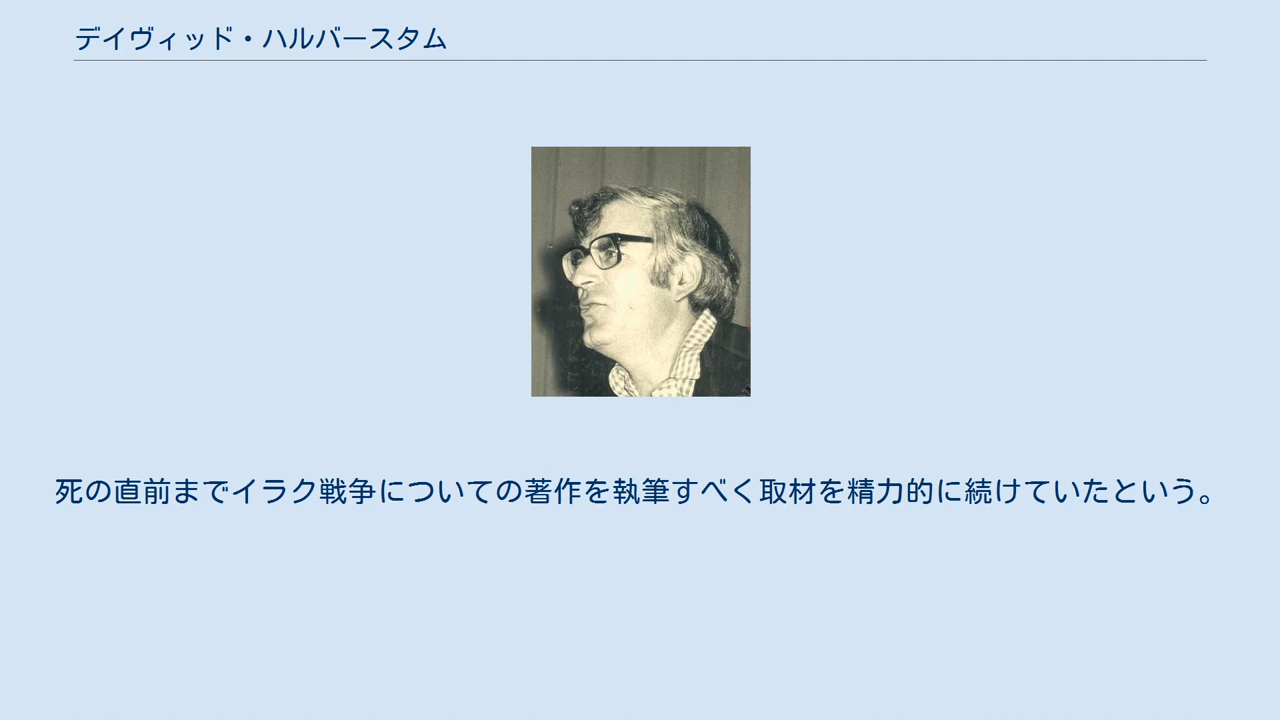 デイヴィッド・ハルバースタム
死の直前までイラク戦争についての著作を執筆すべく取材を精力的に続けていたという。